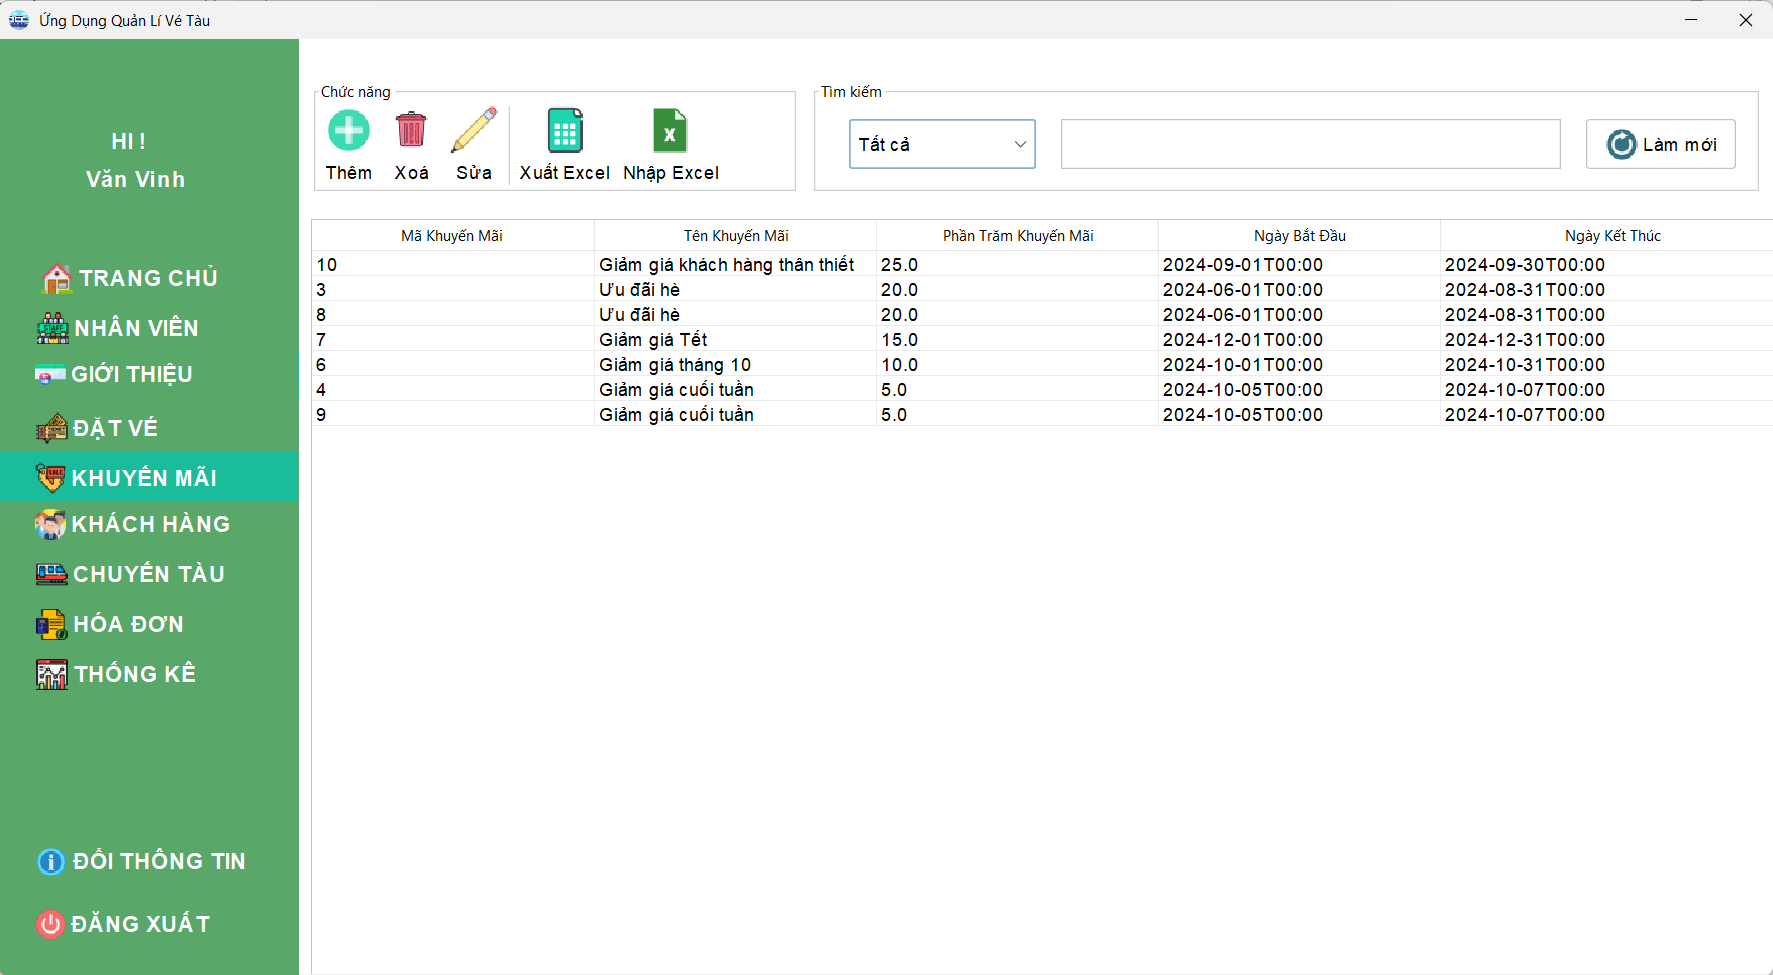 Ứng Dụng Quản Lí Vé Tàu
HI !
Văn Vinh
TRANG CHỦ
STAFF
NHÂN VIÊN
GIỚI THIỆU
ĐẶT VÉ
SALE
KHUYẾN MÃI
KHÁCH HÀNG
CHUYẾN TÀU
HÓA ĐƠN
THỐNG KÊ
ĐỔI THÔNG TIN
ĐĂNG XUẤT
Chức năng
Thêm Xoá Sửa Xuất Excel Nhập Excel
Tìm kiếm
Tất cả Làm mới
Mã Khuyến Mãi Tên Khuyến Mãi Phần Trăm Khuyến Mãi Ngày Bắt Đầu Ngày Kết Thúc
10 Giảm giá khách hàng thân thiết 25.0 2024-09-01T00:00 2024-09-30T00:00
3 Ưu đãi hè 20.0 2024-06-01T00:00 2024-08-31T00:00
8 Ưu đãi hè 20.0 2024-06-01T00:00 2024-08-31T00:00
7 Giảm giá Tết 15.0 2024-12-01T00:00 2024-12-31T00:00
6 Giảm giá tháng 10 10.0 2024-10-01T00:00 2024-10-31T00:00
4 Giảm giá cuối tuần 5.0 2024-10-05T00:00 2024-10-07T00:00
9 Giảm giá cuối tuần 5.0 2024-10-05T00:00 2024-10-07T00:00